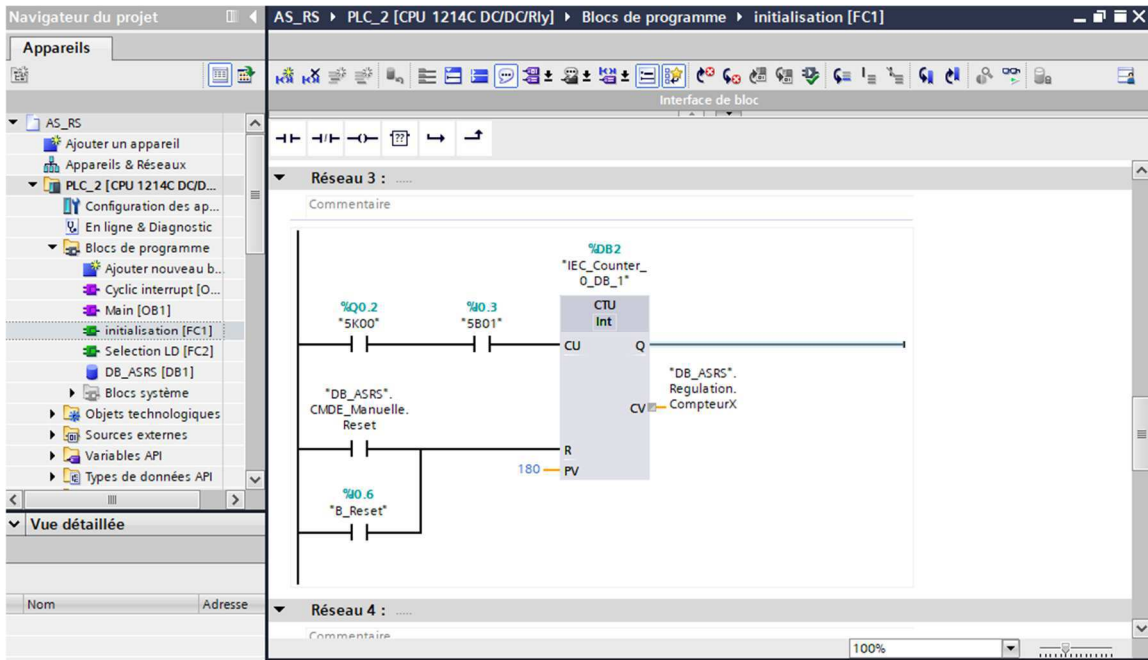 Navigateur du projet
AS_RS PLC_2 [CPU 1214C DC/DC/Rly] Blocs de programme initialisation [FC1]
Appareils
Interface de bloc
AS_RS
Ajouter un appareil
Appareils & Réseaux
PLC_2 [CPU 1214C DC/D...
Configuration des ap...
En ligne & Diagnostic
Blocs de programme
Ajouter nouveau b...
Cyclic interrupt [O...
Main [OB1]
initialisation [FC1]
Selection LD [FC2]
DB_ASRS [DB1]
Blocs système
Objets technologiques
Sources externes
Variables API
Types de données API
Vue détaillée
Nom Adresse
??
Réseau 3 : .....
Commentaire
%DB2
"IEC_Counter_
0_DB_1"
%Q0.2
"5K00"
%I0.3
"5B01"
CTU
Int
CU Q
"DB_ASRS".
Regulation.
CV CompteurX
"DB_ASRS".
CMDE_Manuelle.
Reset
R
180 PV
%I0.6
"B_Reset"
Réseau 4 : .....
Commentaire
100%